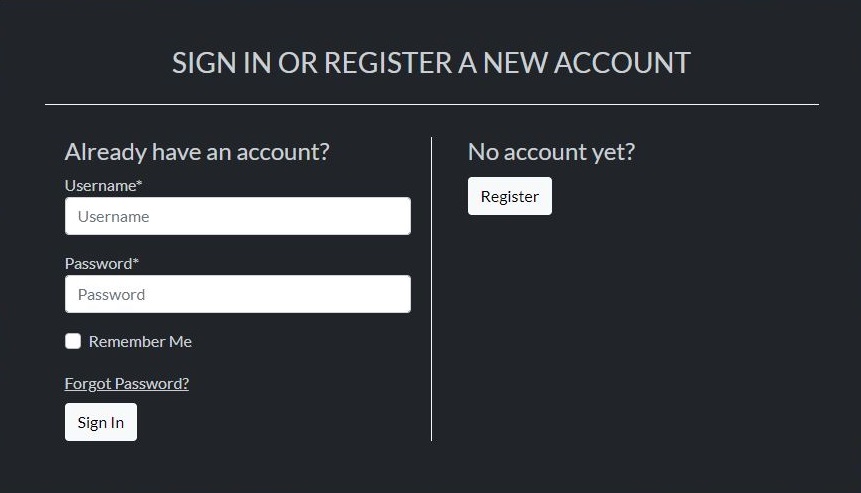 SIGN IN OR REGISTER A NEW ACCOUNT
Already have an account?
Username*
Username
Password*
Password
Remember Me
Forgot Password?
Sign In
No account yet?
Register